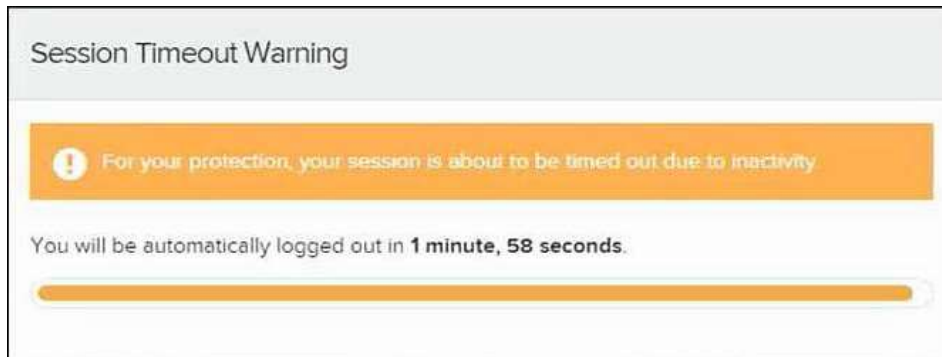 Session Timeout Warning
For your protection, your session is about to be timed out due to inactivity
You will be automatically logged out in 1 minute, 58 seconds.